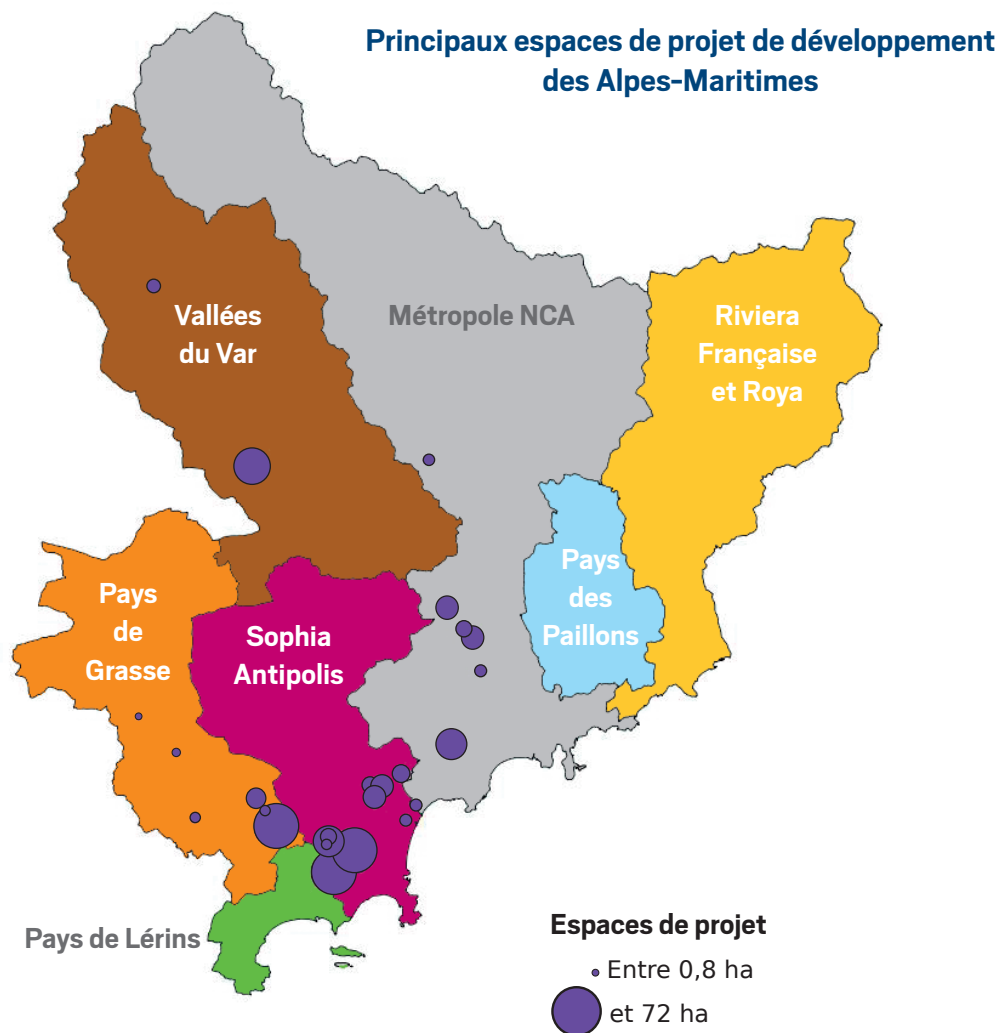 Principaux espaces de projet de développement
des Alpes-Maritimes
Vallées
du Var
Métropole NCA
Riviera
Française
et Roya
Pays
des
Paillons
Pays
de
Grasse
Sophia
Antipolis
Pays de Lérins
Espaces de projet
Entre 0,8 ha
et 72 ha